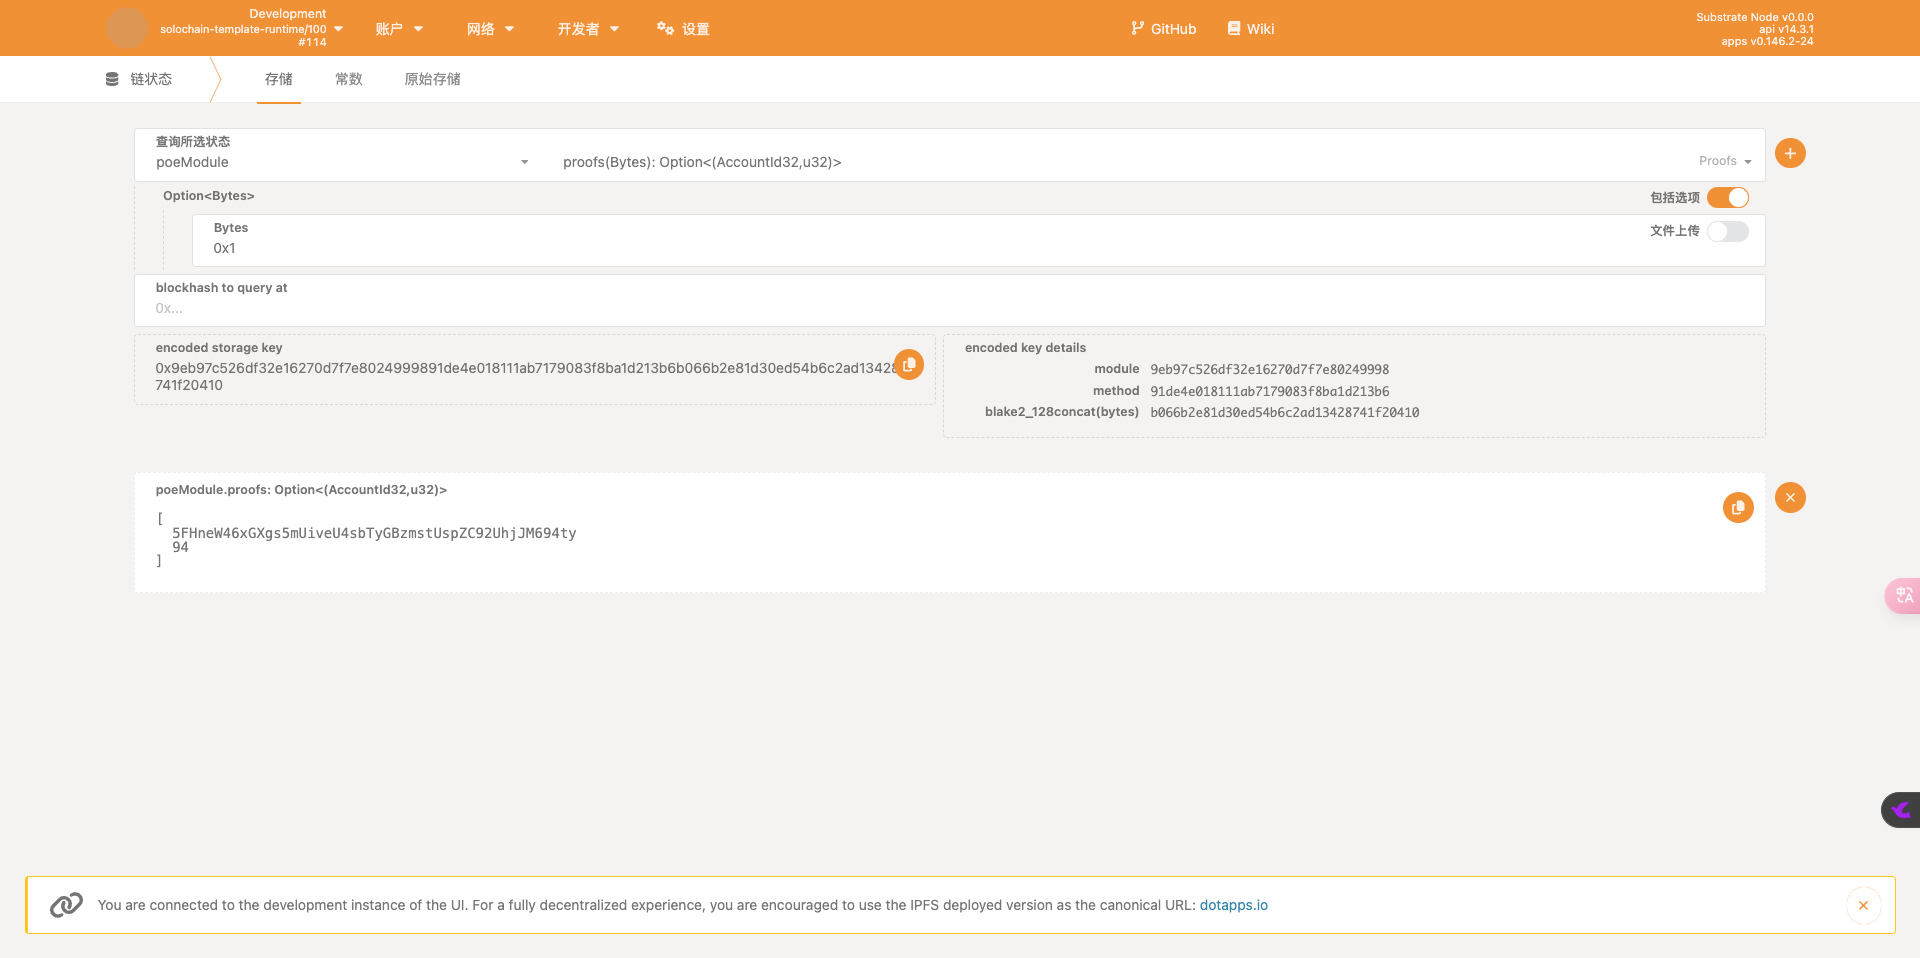 Development
solochain-template-runtime/100
#114
账户
网络
开发者
设置
GitHub
Wiki
Substrate Node v0.0.0
api v14.3.1
apps v0.146.2-24
链状态
存储
常数
原始存储
查询所选状态
poeModule
proofs(Bytes): Option<(AccountId32,u32)>
Proofs
Option<Bytes>
包括选项
Bytes
0x1
文件上传
blockhash to query at
0x...
encoded storage key
0x9eb97c526df32e16270d7f7e8024999891de4e018111ab7179083f8ba1d213b6b066b2e81d30ed54b6c2ad13428
741f20410
encoded key details
module 9eb97c526df32e16270d7f7e80249998
method 91de4e018111ab7179083f8ba1d213b6
blake2_128concat(bytes) b066b2e81d30ed54b6c2ad13428741f20410
poeModule.proofs: Option<(AccountId32,u32)>
[
5FHneW46xGXgs5mUiveU4sbTyGBzmstUspZC92UhjJM694ty
94
]
中A
You are connected to the development instance of the UI. For a fully decentralized experience, you are encouraged to use the IPFS deployed version as the canonical URL: dotapps.io